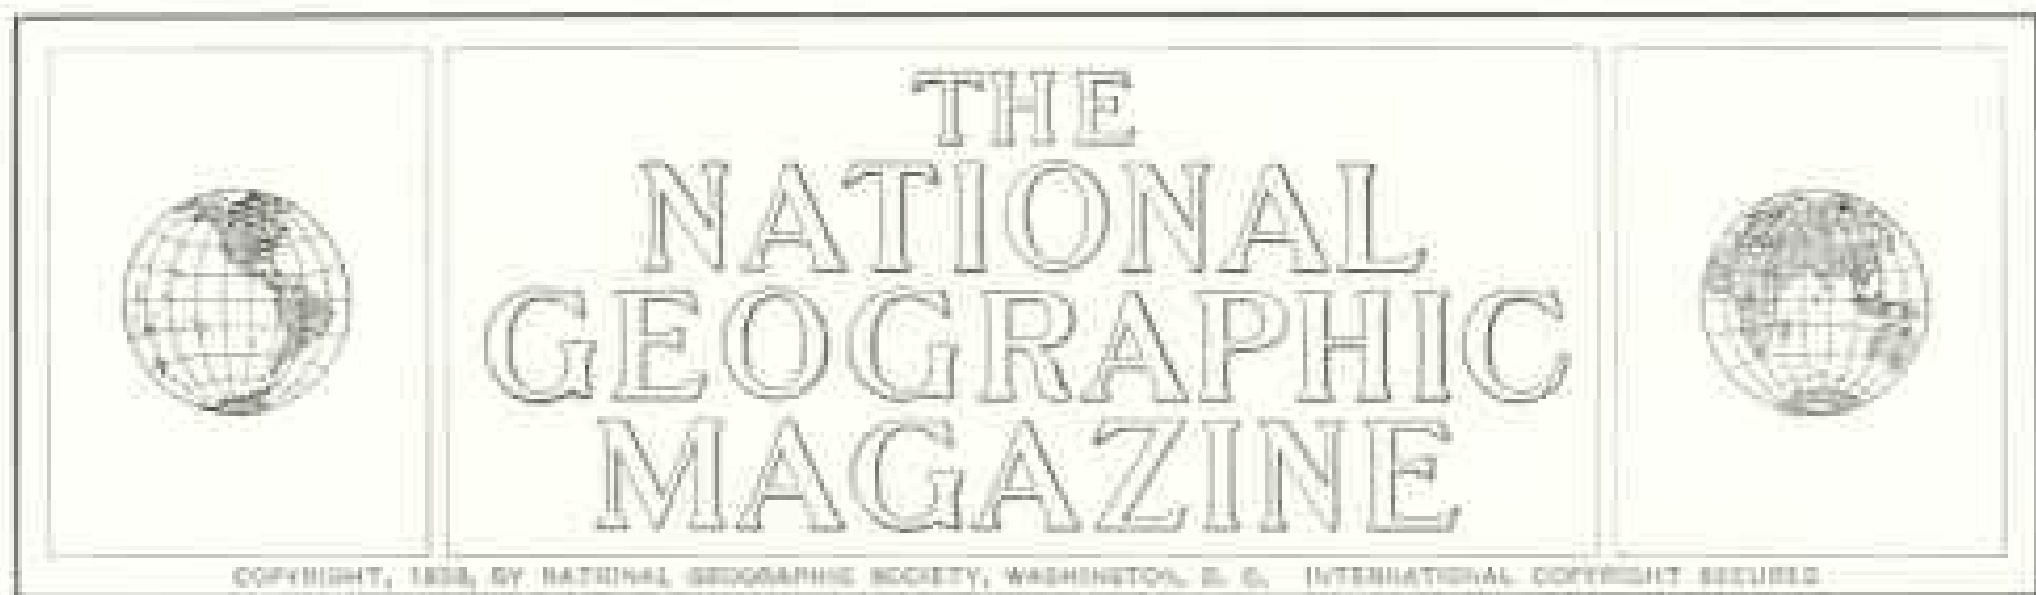 THE
NATIONAL
GEOGRAPHIC
MAGAZINE
COPYRIGHT, BY NATIONAL GEOGRAPHIC SOCIETY, WASHINGTON, D. C. INTERNATIONAL COPYRIGHT SECURED